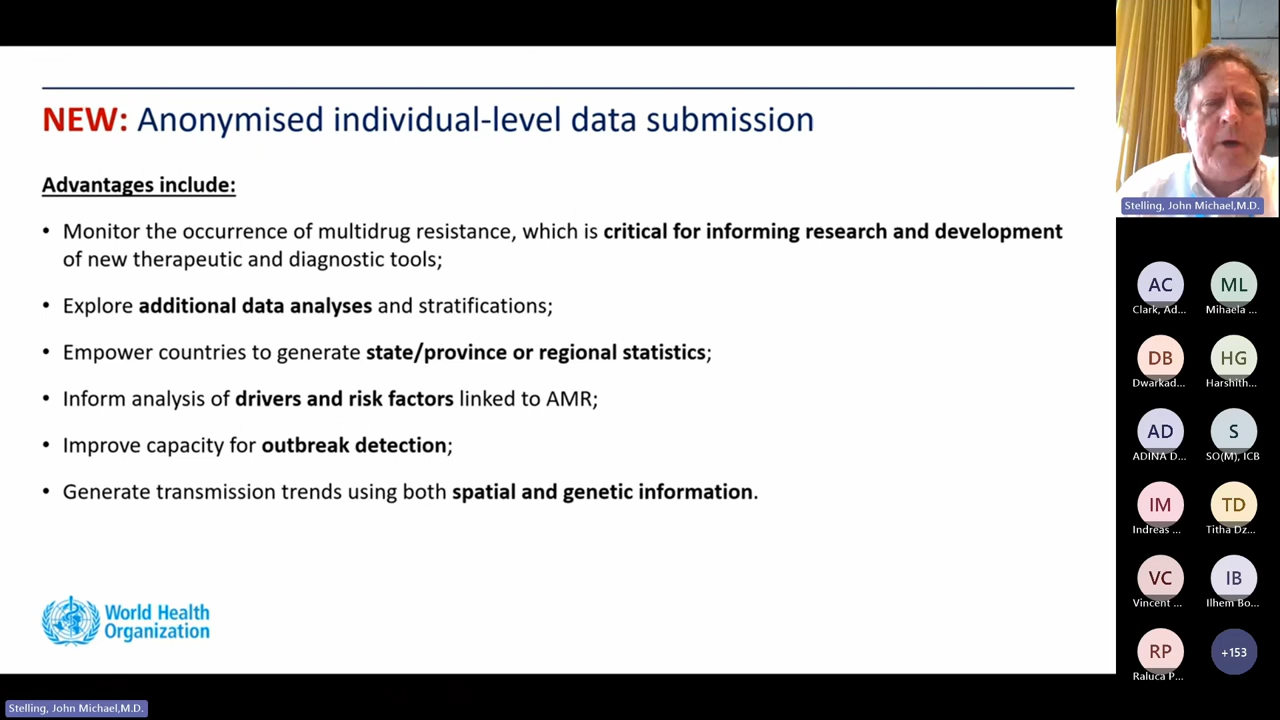 NEW: Anonymised individual-level data submission
Advantages include:
• Monitor the occurrence of multidrug resistance, which is critical for informing research and development
of new therapeutic and diagnostic tools;
• Explore additional data analyses and stratifications;
• Empower countries to generate state/province or regional statistics;
• Inform analysis of drivers and risk factors linked to AMR;
• Improve capacity for outbreak detection;
• Generate transmission trends using both spatial and genetic information.
World Health
Organization
Stelling, John Michael,M.D.
AC
Clark, Ad...
ML
Mihaela ...
DB
Dwarkad...
HG
Harshith...
AD
ADINA D...
S
SO(M), ICB
IM
Indreas ...
TD
Titha Dz...
VC
Vincent ...
IB
Ilhem Bo...
RP
Raluca P...
+153
Stelling, John Michael,M.D.